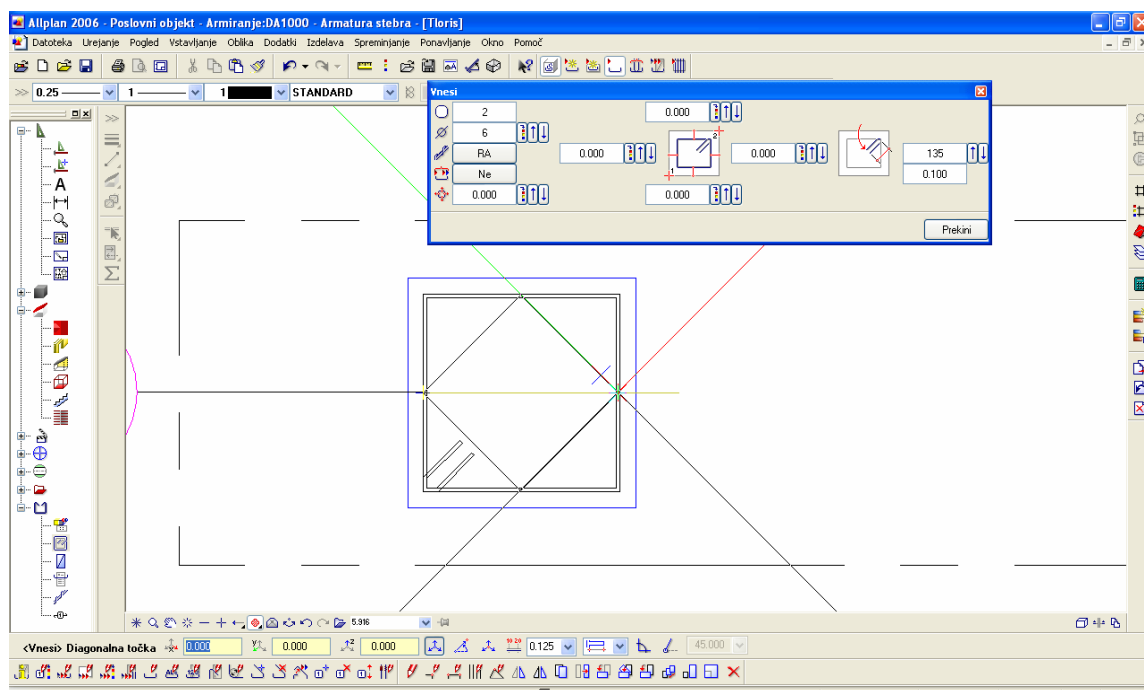 Allplan 2006 - Poslovni objekt - Armiranje:DA1000 - Armatura stebra - [Tloris]
Datoteka Urejanje Pogled Vstavljanje Oblika Dodatki Izdelava Spreminjanje Ponavljanje Okno Pomoč
0.25 1 1 STANDARD
Vnesi
2 0.000
6
RA 0.000 0.000 135
Ne 0.100
0.000 0.000
Prekini
1
2
A
5.916
<Vnesi> Diagonalna točka 0.000 0.000 0.000 0.125 45.000